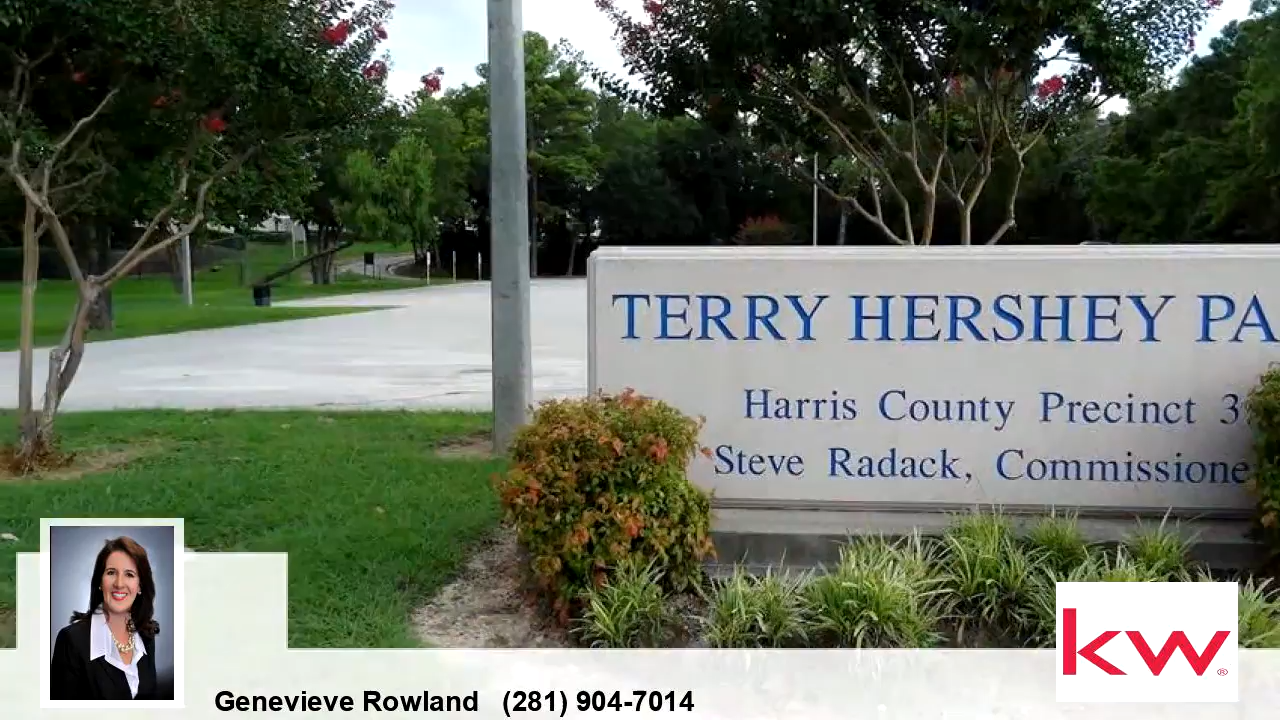 TERRY HERSHEY PA
Harris County Precinct 3
Steve Radack, Commissione
kw®
Genevieve Rowland (281) 904-7014